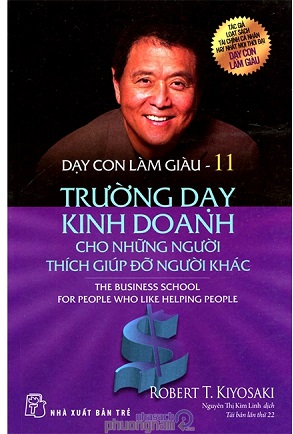 TÁC GIẢ
LOẠT SÁCH
TÀI CHÍNH CÁ NHÂN
HAY NHẤT MỌI THỜI ĐẠI
DẠY CON
LÀM GIÀU
DẠY CON LÀM GIÀU - 11
TRƯỜNG DẠY
KINH DOANH
CHO NHỮNG NGƯỜI
THÍCH GIÚP ĐỠ NGƯỜI KHÁC
THE BUSINESS SCHOOL
FOR PEOPLE WHO LIKE HELPING PEOPLE
ROBERT T. KIYOSAKI
Nguyễn Thị Kim Linh dịch
Tái bản lần thứ 22
NHÀ XUẤT BẢN TRẺ
nhasach
phuongnam